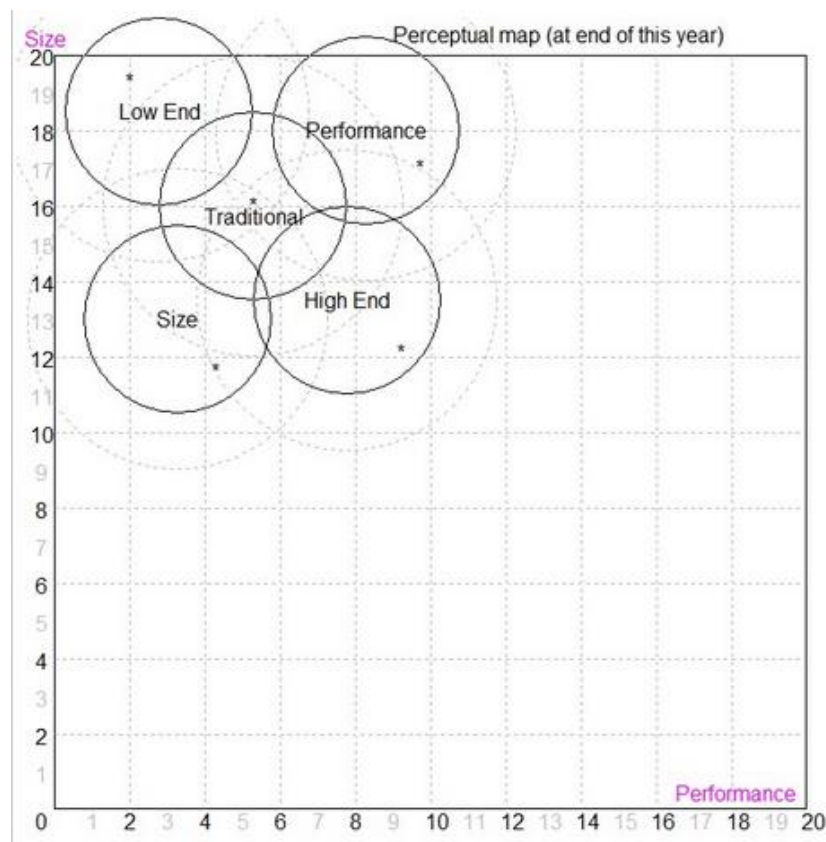 Perceptual map (at end of this year)
Size
20
19
Low End
18
Performance
17
*
*
16
*
Traditional
15
14
High End
13
Size
12
*
*
11
10
9
8
7
6
5
4
3
2
1
Performance
0 1 2 3 4 5 6 7 8 9 10 11 12 13 14 15 16 17 18 19 20